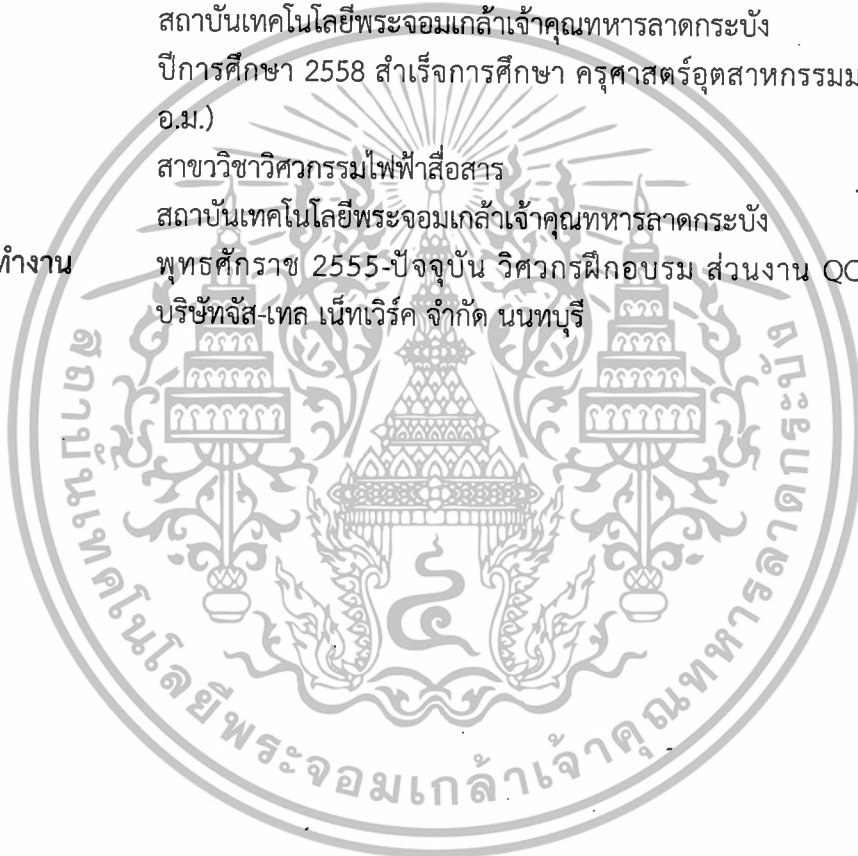 สถาบันเทคโนโลยีพระจอมเกล้าเจ้าคุณทหารลาดกระบัง
ปีการศึกษา 2558 สำเร็จการศึกษา ครุศาสตร์อุตสาหกรรมม
อ.ม.)
สาขววิชาวิศวกรรมไฟฟ้าสื่อสาร
สถาบันเทคโนโลยีพระจอมเกล้าเจ้าคุณทหารลาดกระบัง
ทำงาน พุทธศักราช 2555-ปัจจุบัน วิศวกรฝึกอบรม ส่วนงาน QC
บริษัทจัส-เทล เน็ทเวิร์ค จำกัด นนทบุรี
สถาบันเทคโนโลยีพระจอมเกล้าเจ้าคุณทหารลาดกระบัง
๔